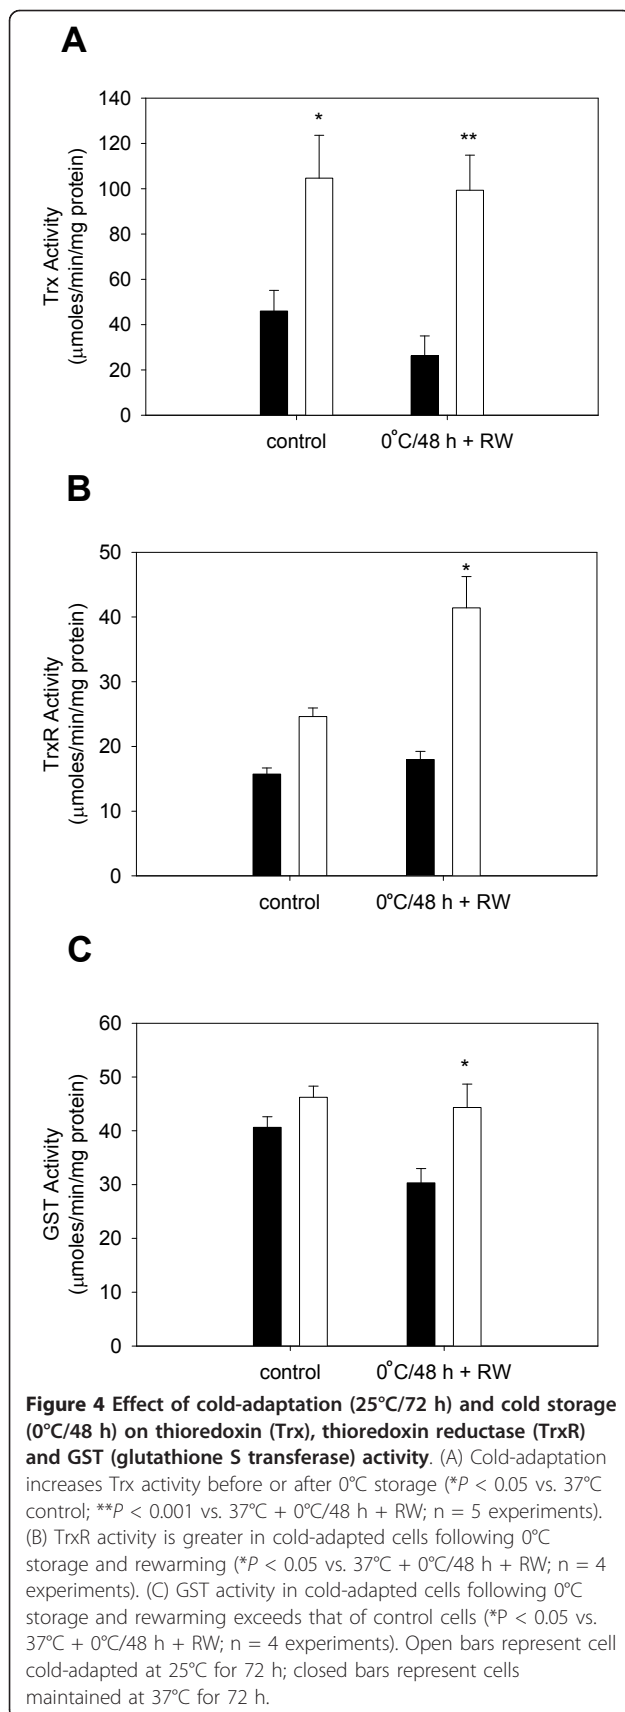 A
140
120
100
80
60
40
20
0
Trx Activity
(μmoles/min/mg protein)
*
**
control
0°C/48 h + RW
B
50
40
30
20
10
0
TrxR Activity
(μmoles/min/mg protein)
*
control
0°C/48 h + RW
C
60
50
40
30
20
10
0
GST Activity
(μmoles/min/mg protein)
*
control
0°C/48 h + RW
Figure 4 Effect of cold-adaptation (25°C/72 h) and cold storage
(0°C/48 h) on thioredoxin (Trx), thioredoxin reductase (TrxR)
and GST (glutathione S transferase) activity. (A) Cold-adaptation
increases Trx activity before or after 0°C storage (*P < 0.05 vs. 37°C
control; **P < 0.001 vs. 37°C + 0°C/48 h + RW; n = 5 experiments).
(B) TrxR activity is greater in cold-adapted cells following 0°C
storage and rewarming (*P < 0.05 vs. 37°C + 0°C/48 h + RW; n = 4
experiments). (C) GST activity in cold-adapted cells following 0°C
storage and rewarming exceeds that of control cells (*P < 0.05 vs.
37°C + 0°C/48 h + RW; n = 4 experiments). Open bars represent cell
cold-adapted at 25°C for 72 h; closed bars represent cells
maintained at 37°C for 72 h.